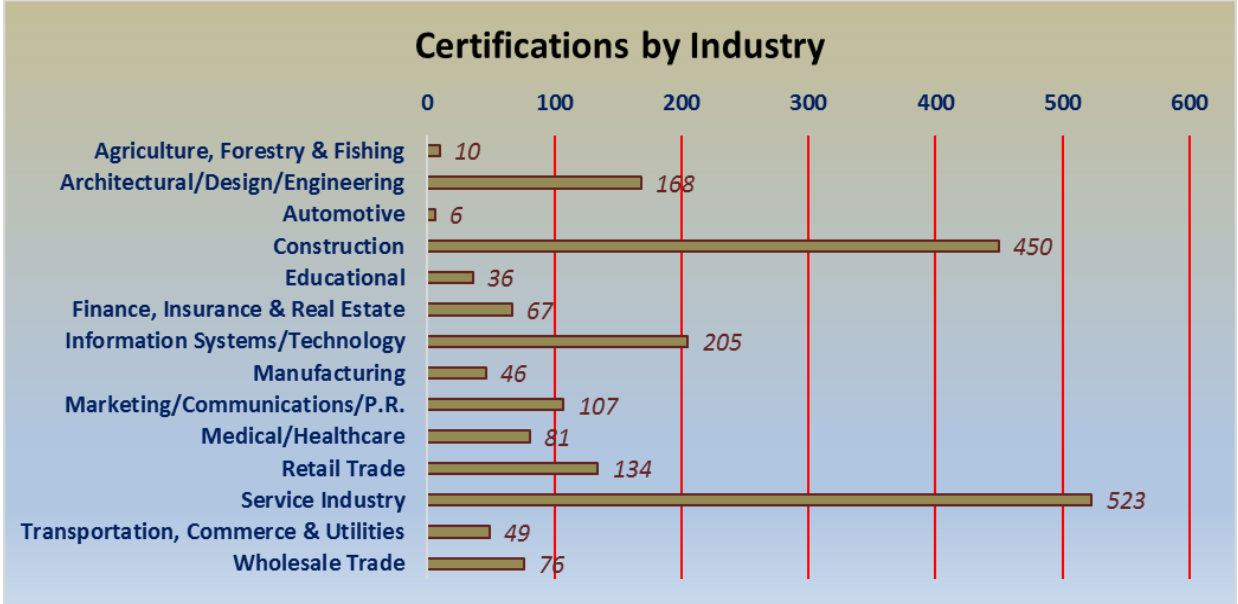 Certifications by Industry
0 100 200 300 400 500 600
Agriculture, Forestry & Fishing 10
Architectural/Design/Engineering 168
Automotive 6
Construction 450
Educational 36
Finance, Insurance & Real Estate 67
Information Systems/Technology 205
Manufacturing 46
Marketing/Communications/P.R. 107
Medical/Healthcare 81
Retail Trade 134
Service Industry 523
Transportation, Commerce & Utilities 49
Wholesale Trade 76